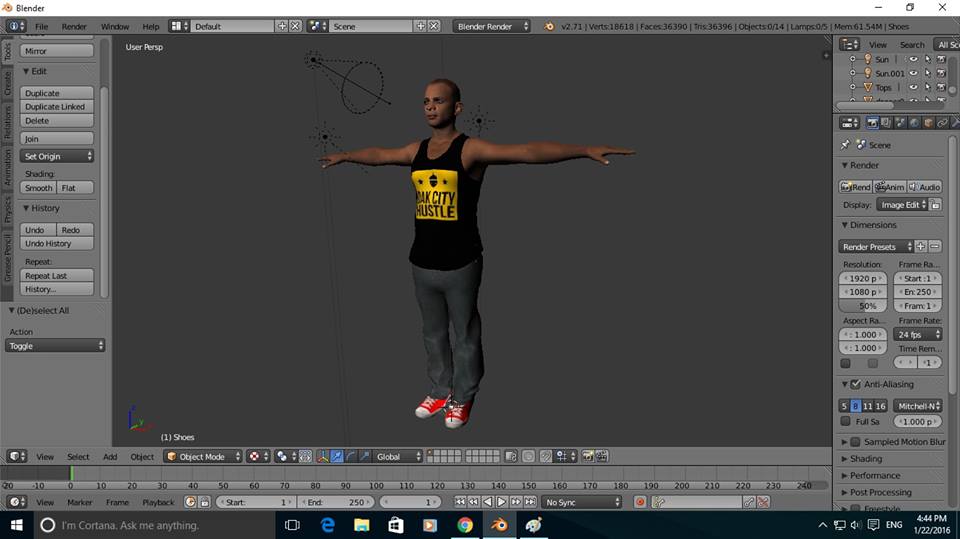 Blender
File
Render
Window
Help
Default
Scene
Blender Render
v2.71 | Verts:18618 | Faces:36390 | Tris:36396 | Objects:0/14 | Lamps:0/5 | Mem:61.54M | Shoes
User Persp
Tools
Create
Relations
Animation
Physics
Grease Pencil
Mirror
Edit
Duplicate
Duplicate Linked
Delete
Join
Set Origin
Shading:
Smooth
Flat
History
Undo
Redo
Undo History
Repeat:
Repeat Last
History...
(De)select All
Action
Toggle
CITY
HUSTLE
z
y
(1) Shoes
View
Search
All Sc
Sun
Sun.001
Tops
Scene
Render
Rend
Anim
Audio
Display:
Image Edit
Dimensions
Render Presets
Resolution:
Frame Ra...
1920 p
Start :1
1080 p
En: 250
50%
Fram: 1
Aspect Ra...
Frame Rate:
: 1.000
24 fps
: 1.000
Time Rem...
1
Anti-Aliasing
5
8
11
16
Mitchell-N
Full Sa
1.000 p
Sampled Motion Blur
Shading
Performance
Post Processing
View
Select
Add
Object
Object Mode
Global
-20
-10
0
10
20
30
40
50
60
70
80
90
100
110
120
130
140
150
160
170
180
190
200
210
220
230
240
View
Marker
Frame
Playback
Start:
1
End:
250
1
No Sync
I'm Cortana. Ask me anything.
ENG
4:44 PM
1/22/2016